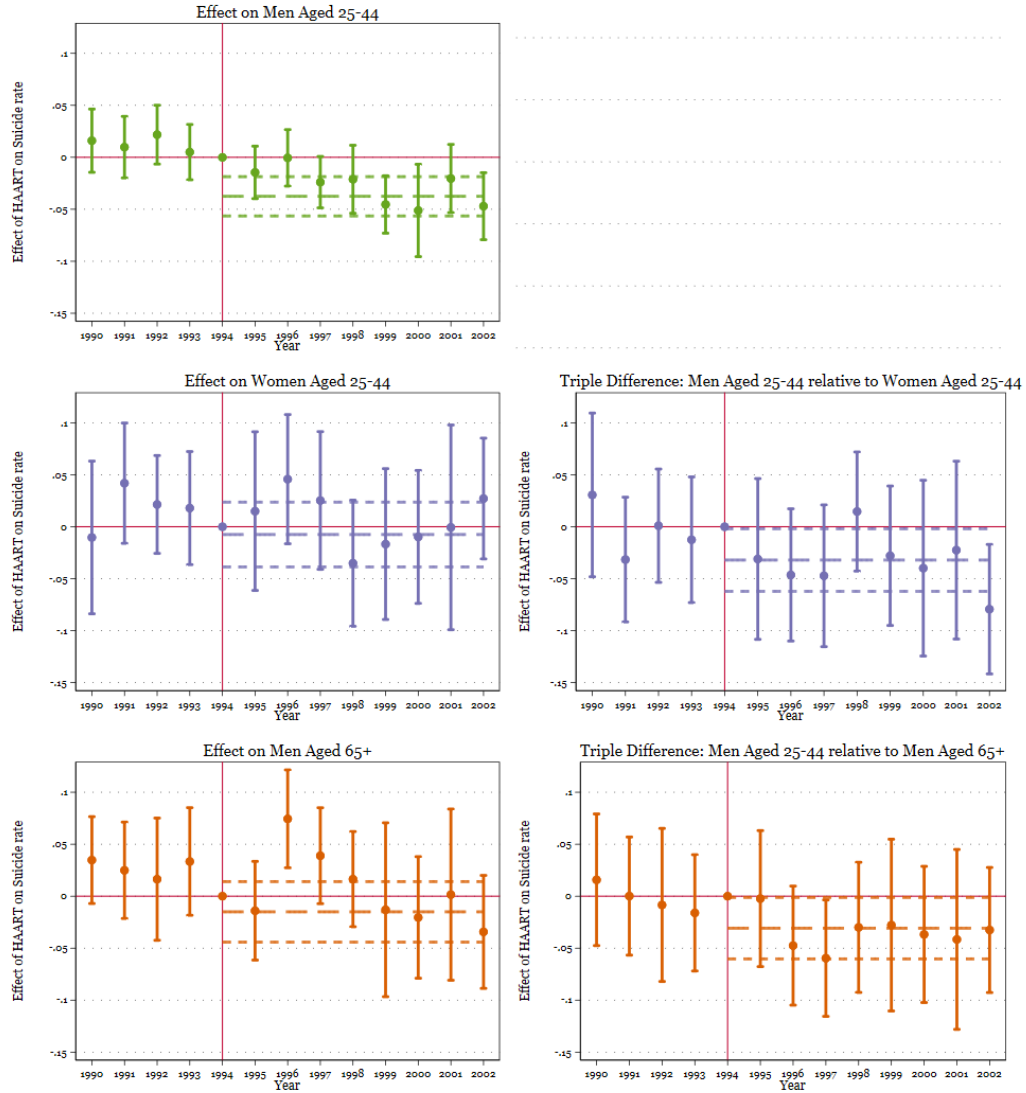 Effect on Men Aged 25-44
Effect of HAART on Suicide rate
.1
.05
0
-.05
-.1
-.15
1990 1991 1992 1993 1994 1995 1996 1997 1998 1999 2000 2001 2002
Year
Effect on Women Aged 25-44
Effect of HAART on Suicide rate
.1
.05
0
-.05
-.1
-.15
1990 1991 1992 1993 1994 1995 1996 1997 1998 1999 2000 2001 2002
Year
Triple Difference: Men Aged 25-44 relative to Women Aged 25-44
Effect of HAART on Suicide rate
.1
.05
0
-.05
-.1
-.15
1990 1991 1992 1993 1994 1995 1996 1997 1998 1999 2000 2001 2002
Year
Effect on Men Aged 65+
Effect of HAART on Suicide rate
.1
.05
0
-.05
-.1
-.15
1990 1991 1992 1993 1994 1995 1996 1997 1998 1999 2000 2001 2002
Year
Triple Difference: Men Aged 25-44 relative to Men Aged 65+
Effect of HAART on Suicide rate
.1
.05
0
-.05
-.1
-.15
1990 1991 1992 1993 1994 1995 1996 1997 1998 1999 2000 2001 2002
Year